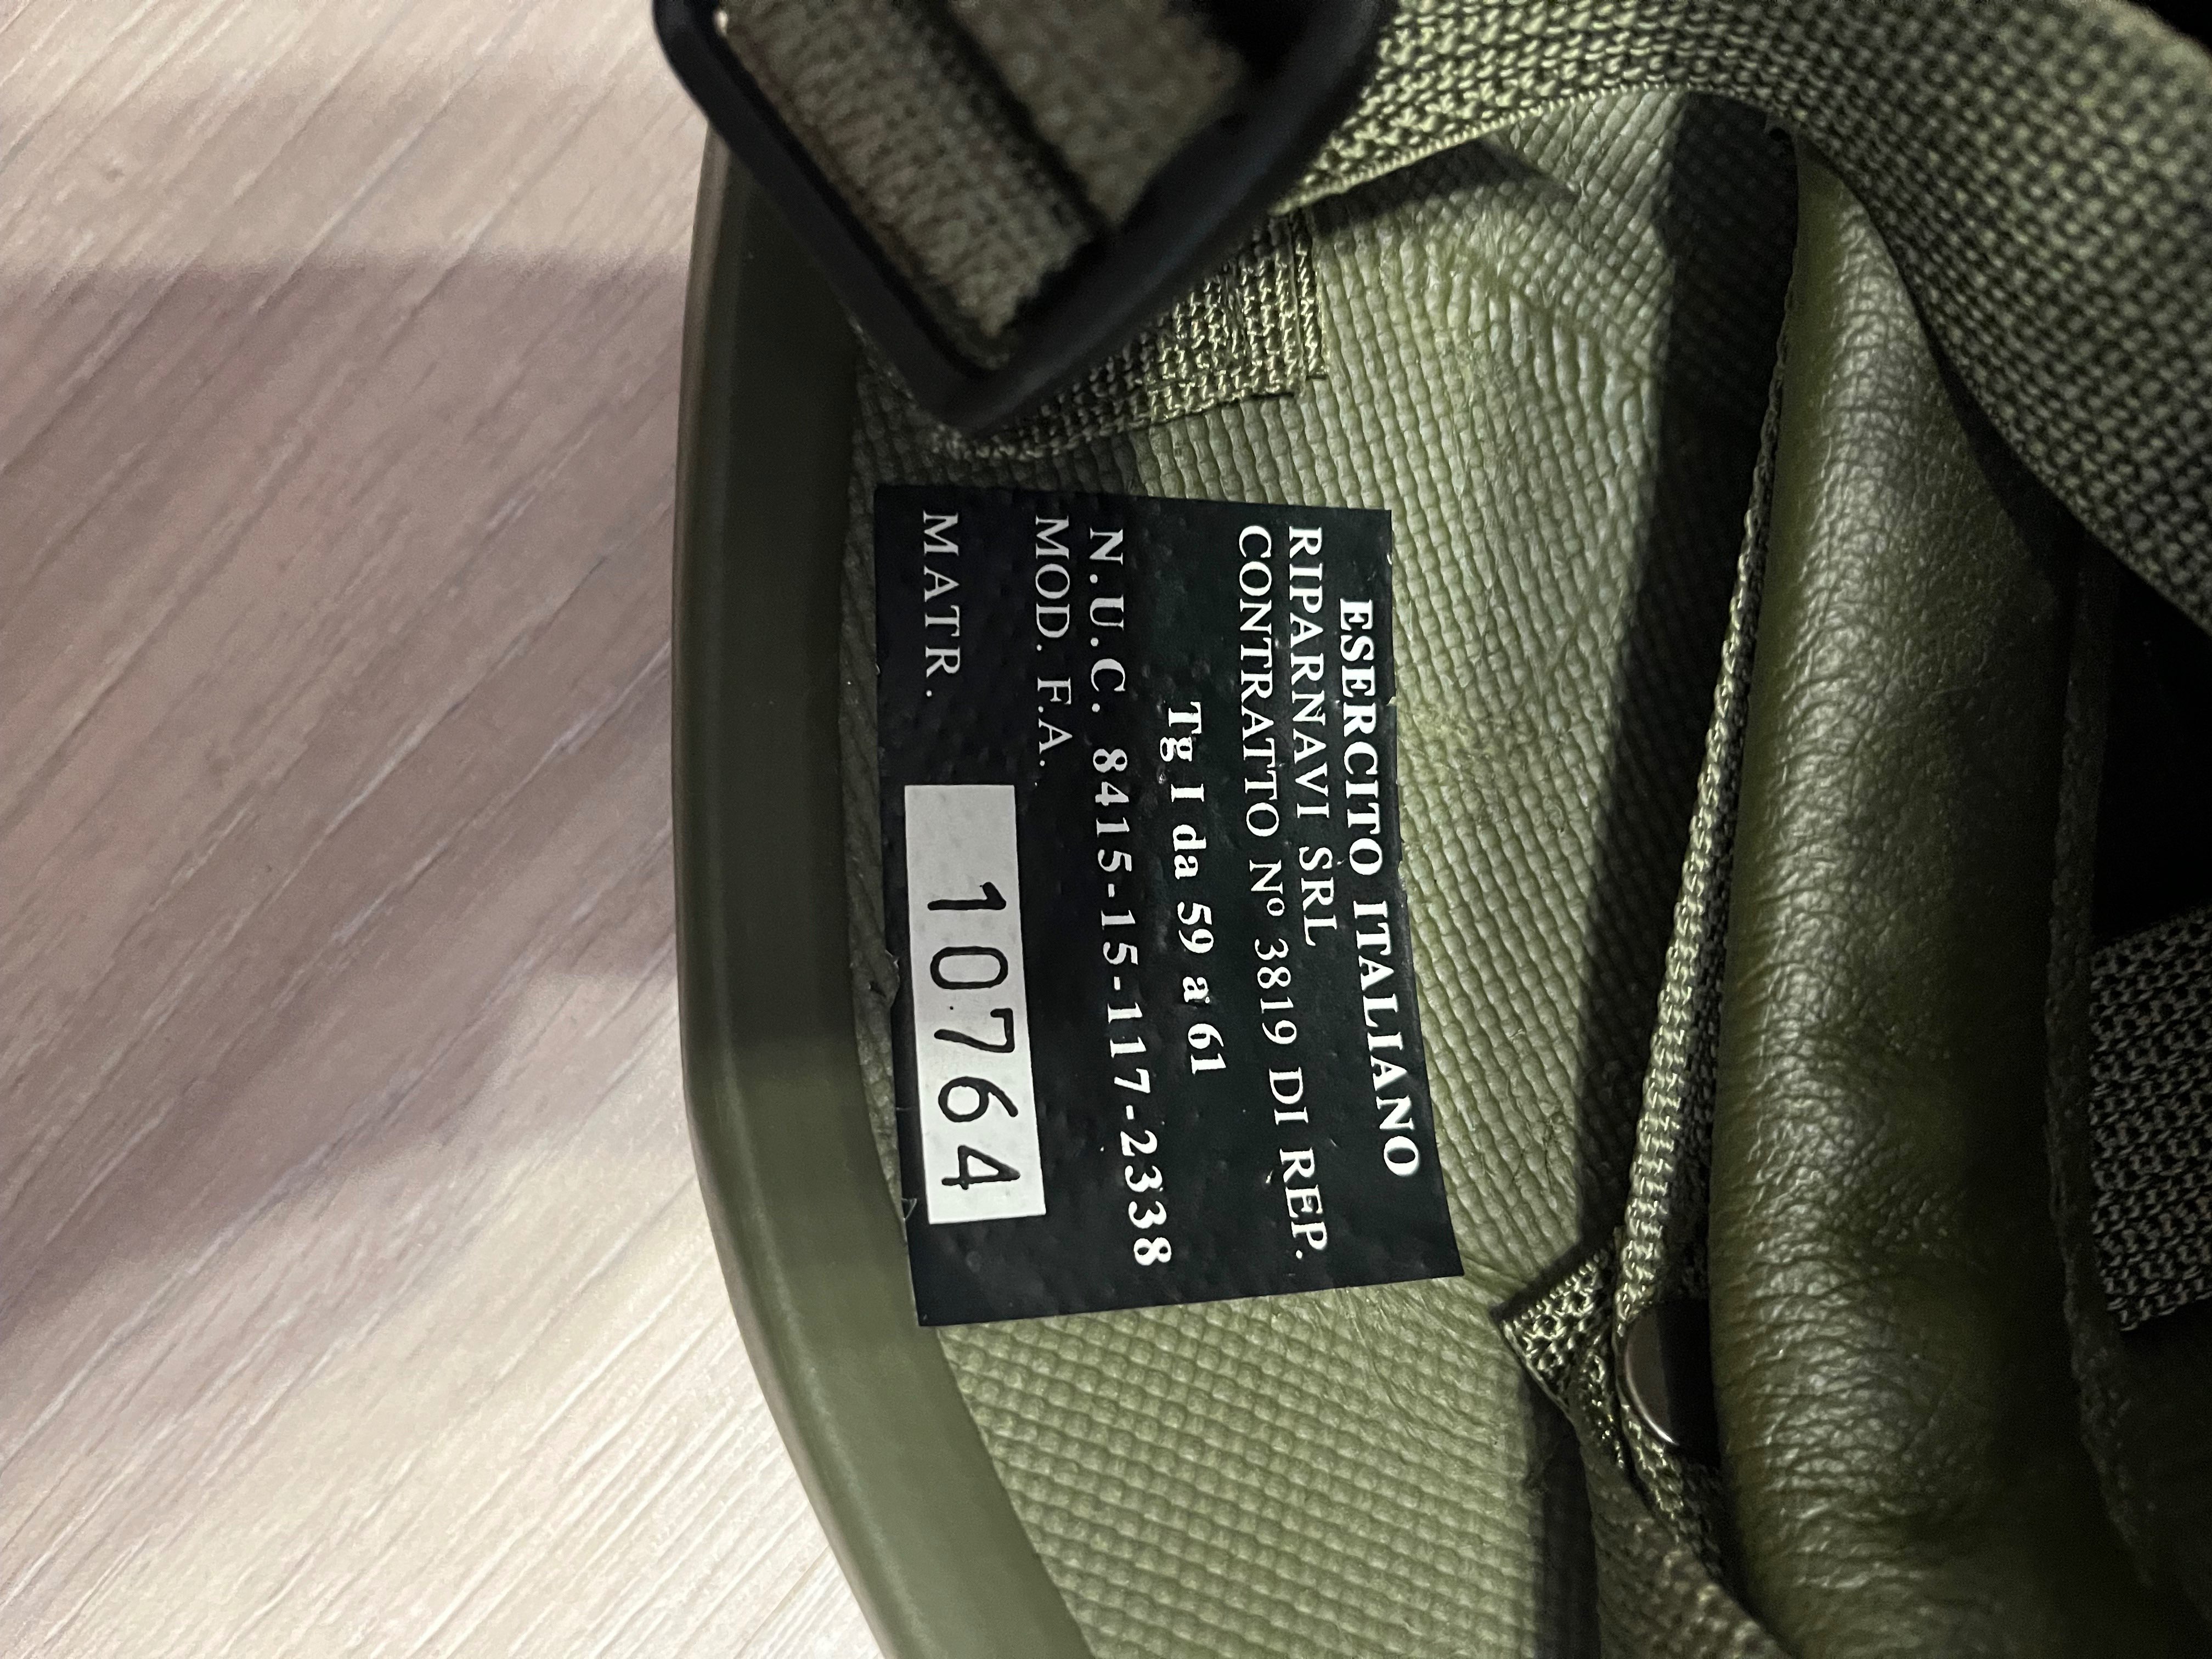 ESERCITO ITALIANO
RIPARNAVI SRL
CONTRATTO Nº 3819 DI REP.
Tg I da 59 a 61
N.U.C. 8415-15-117-2338
MOD. F.A.
MATR. 10764